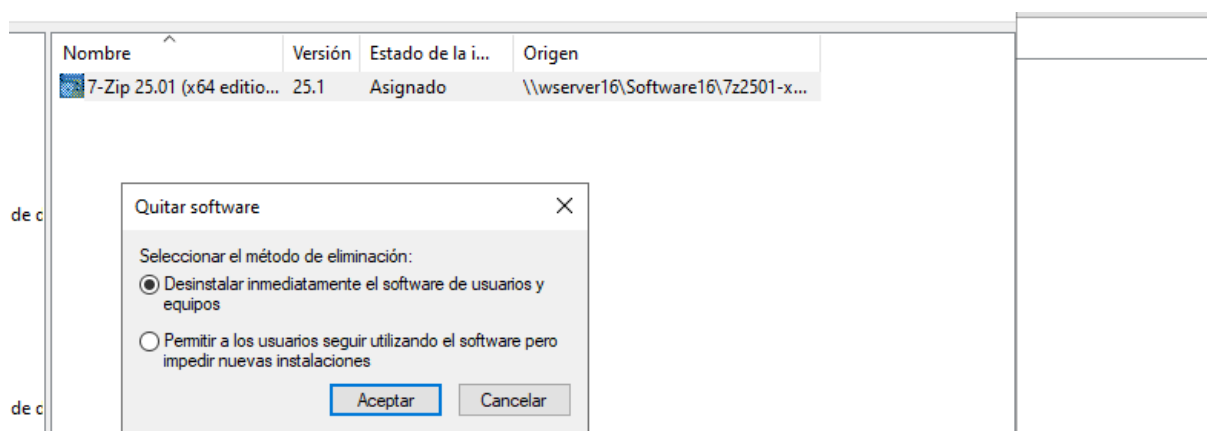 Nombre Versión Estado de la i... Origen
7-Zip 25.01 (x64 editio... 25.1 Asignado \\wserver16\Software16\7z2501-x...
Quitar software
de c
Seleccionar el método de eliminación:
Desinstalar inmediatamente el software de usuarios y
equipos
Permitir a los usuarios seguir utilizando el software pero
impedir nuevas instalaciones
Aceptar Cancelar
de c